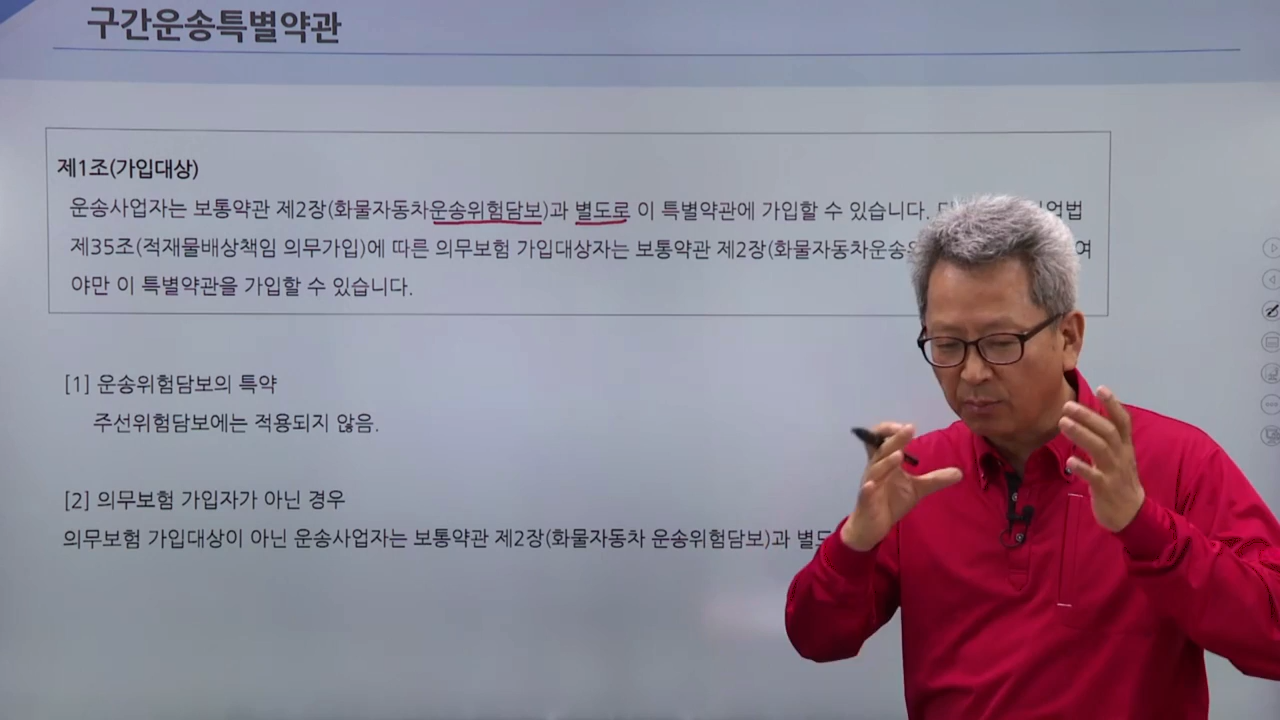 구간운송특별약관
제1조(가입대상)
운송사업자는 보통약관 제2장(화물자동차운송위험담보)과 별도로 이 특별약관에 가입할 수 있습니다.
제35조(적재물배상책임 의무가입)에 따른 의무보험 가입대상자는 보통약관 제2장(화물자동차운송
야만 이 특별약관을 가입할 수 있습니다.
[1] 운송위험담보의 특약
주선위험담보에는 적용되지 않음.
[2] 의무보험 가입자가 아닌 경우
의무보험 가입대상이 아닌 운송사업자는 보통약관 제2장(화물자동차 운송위험담보)과